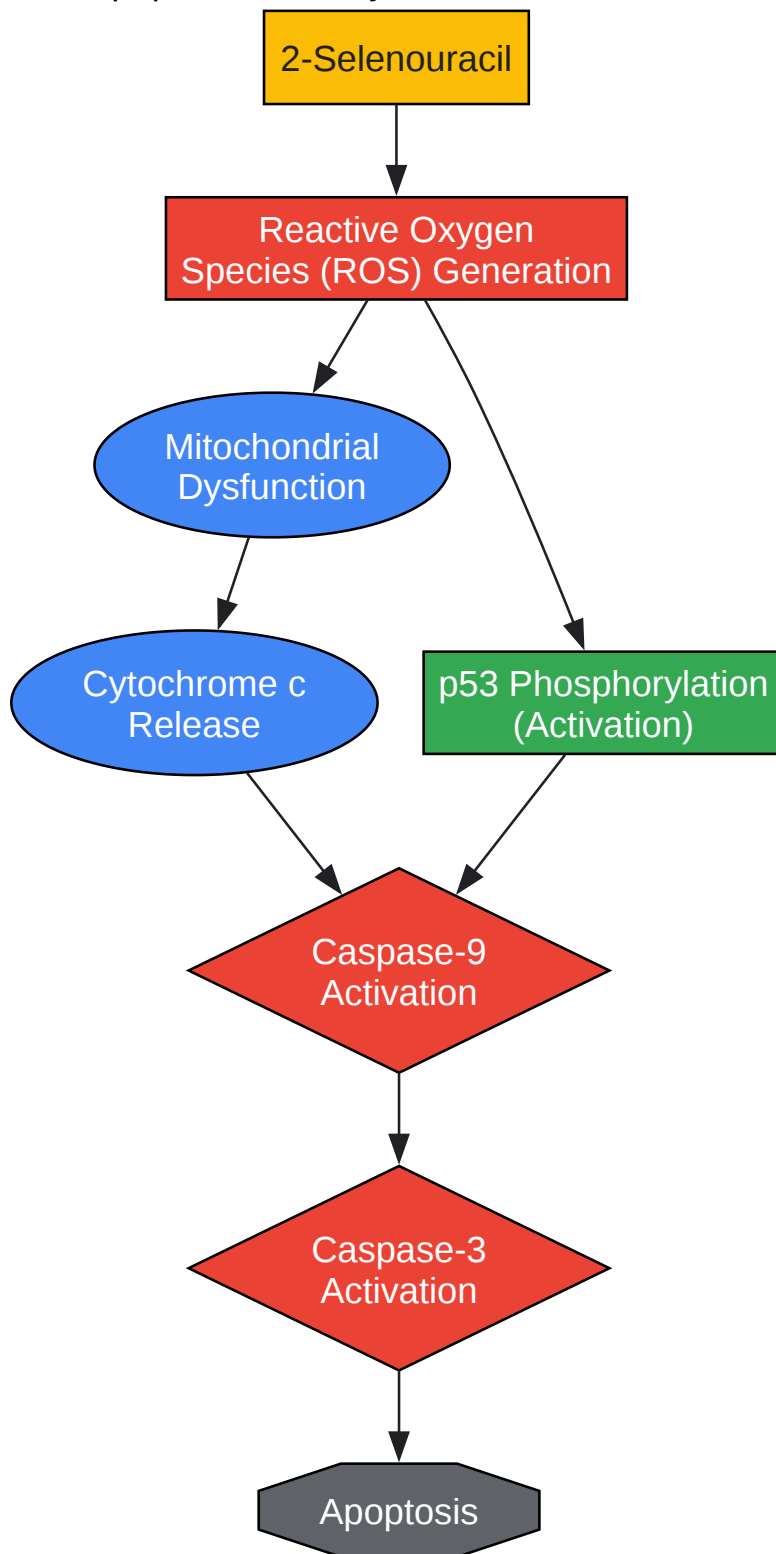 2-Selenouracil
Reactive Oxygen
Species (ROS) Generation
Mitochondrial
Dysfunction
Cytochrome c
Release
p53 Phosphorylation
(Activation)
Caspase-9
Activation
Caspase-3
Activation
Apoptosis